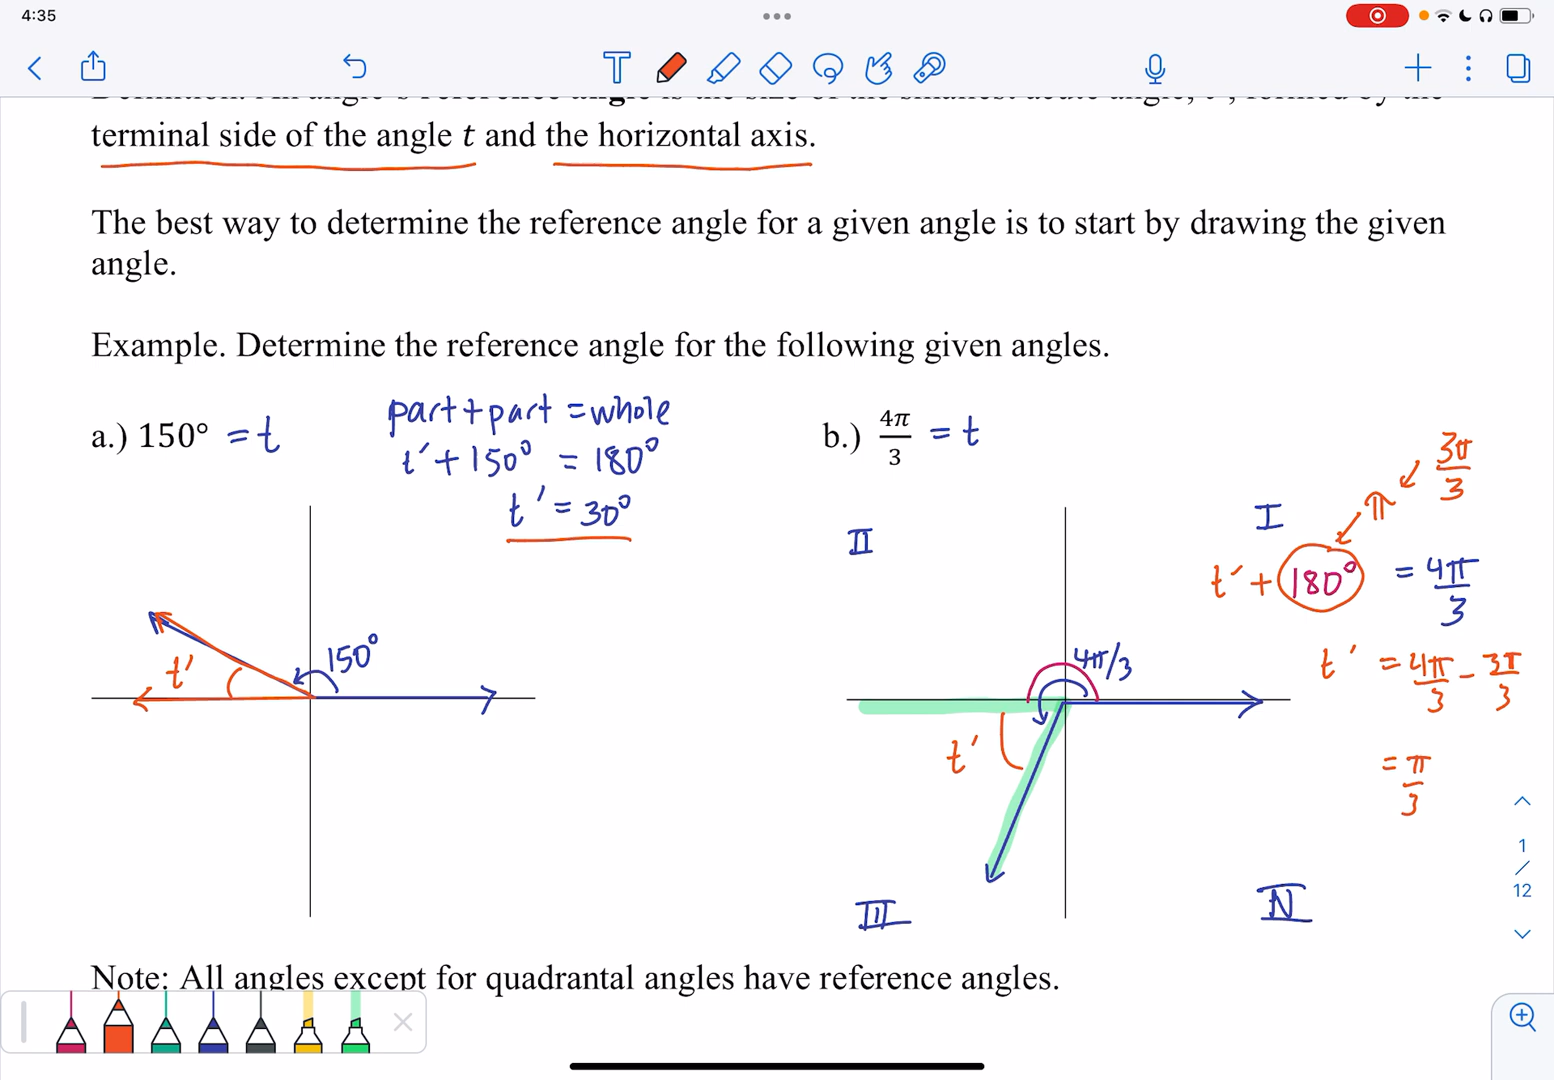 4:35
terminal side of the angle t and the horizontal axis.
The best way to determine the reference angle for a given angle is to start by drawing the given
angle.
Example. Determine the reference angle for the following given angles.
a.) 150° = t
part + part = whole
t' + 150° = 180°
t' = 30°
150°
t'
b.) 4π/3 = t
3π/3
π
I
II
t' + 180° = 4π/3
t' = 4π/3 - 3π/3
= π/3
4π/3
t'
III
IV
1
/
12
Note: All angles except for quadrantal angles have reference angles.